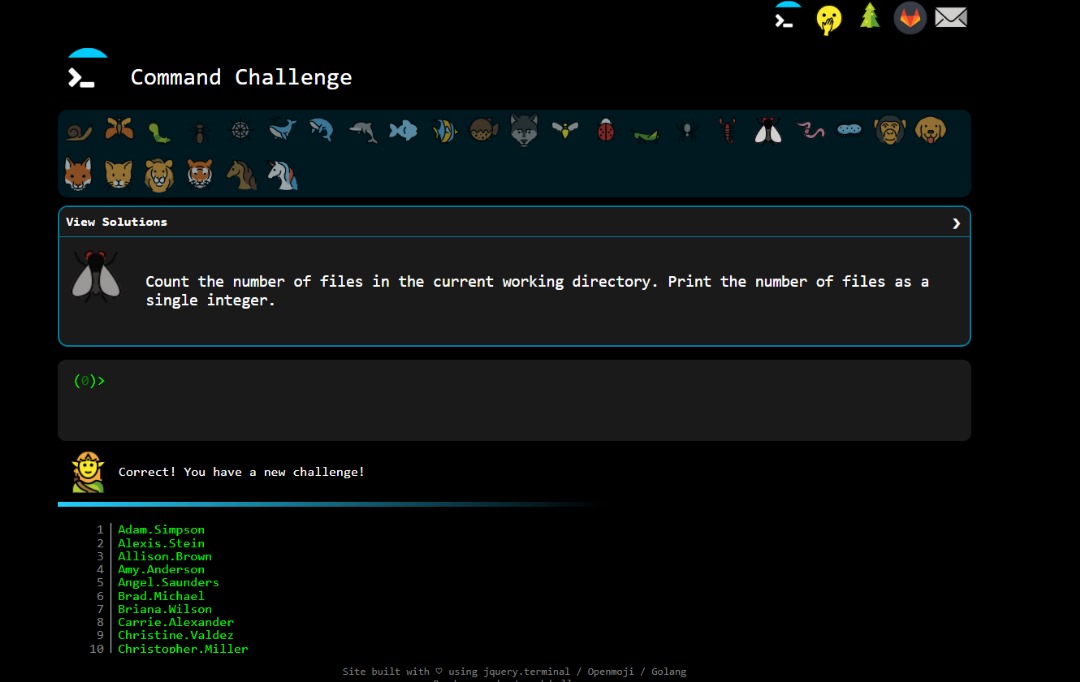 Command Challenge
View Solutions
Count the number of files in the current working directory. Print the number of files as a
single integer.
(0)>
Correct! You have a new challenge!
1 Adam.Simpson
2 Alexis.Stein
3 Allison.Brown
4 Amy.Anderson
5 Angel.Saunders
6 Brad.Michael
7 Briana.Wilson
8 Carrie.Alexander
9 Christine.Valdez
10 Christopher.Miller
Site built with ♡ using jquery.terminal / Openmoji / Golang